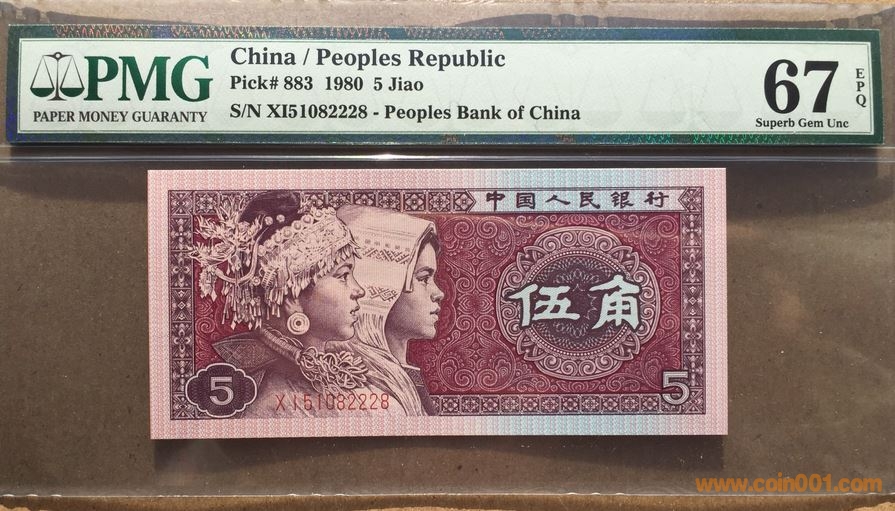 PMG
PAPER MONEY GUARANTY
China / Peoples Republic
Pick# 883 1980 5 Jiao
S/N XI51082228 - Peoples Bank of China
67
EPQ
Superb Gem Unc
中国人民银行
伍角
5
XI51082228
5
www.coin001.com